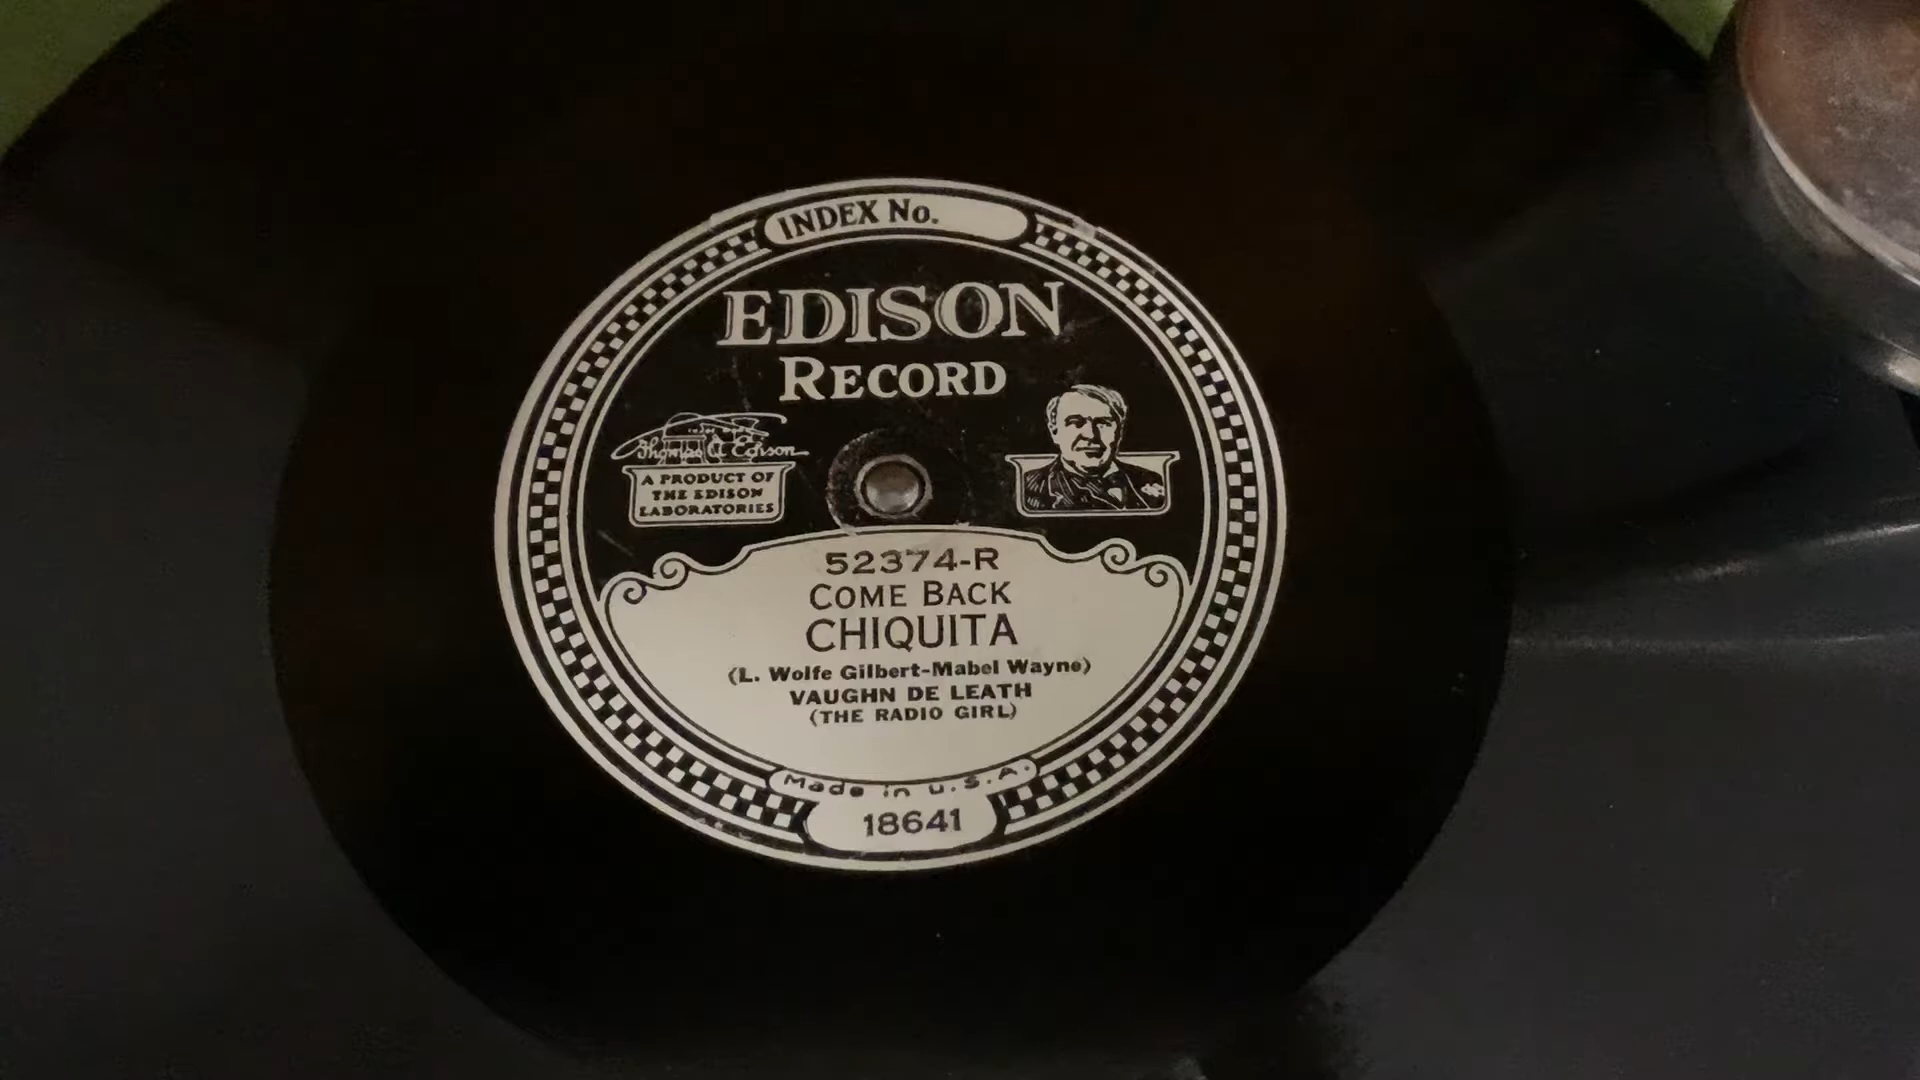 INDEX No.
EDISON
RECORD
Thomas A Edison
A PRODUCT OF
THE EDISON
LABORATORIES
52374-R
COME BACK
CHIQUITA
(L. Wolfe Gilbert-Mabel Wayne)
VAUGHN DE LEATH
(THE RADIO GIRL)
Made in U.S.A.
18641